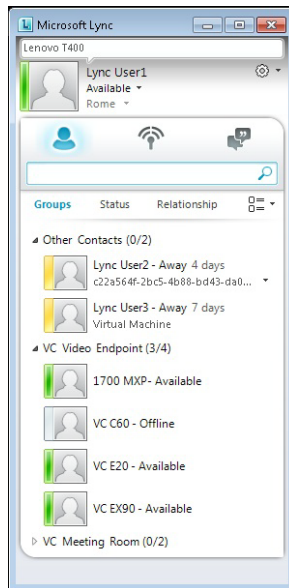 Microsoft Lync
Lenovo T400
Lync User1
Available
Rome
Groups Status Relationship
Other Contacts (0/2)
Lync User2 - Away 4 days
c22a564f-2bc5-4b88-bd43-da0...
Lync User3 - Away 7 days
Virtual Machine
VC Video Endpoint (3/4)
1700 MXP- Available
VC C60 - Offline
VC E20 - Available
VC EX90 - Available
VC Meeting Room (0/2)